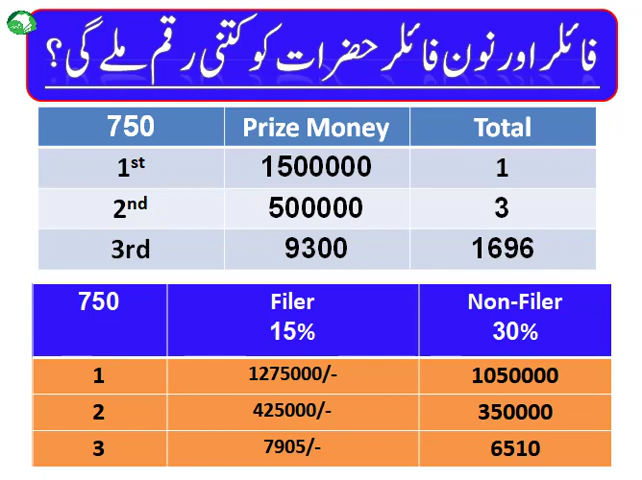 فائلر اور نون فائلر حضرات کو کتنی رقم ملے گی؟
750 Prize Money Total
1st 1500000 1
2nd 500000 3
3rd 9300 1696
750 Filer 15% Non-Filer 30%
1 1275000/- 1050000
2 425000/- 350000
3 7905/- 6510